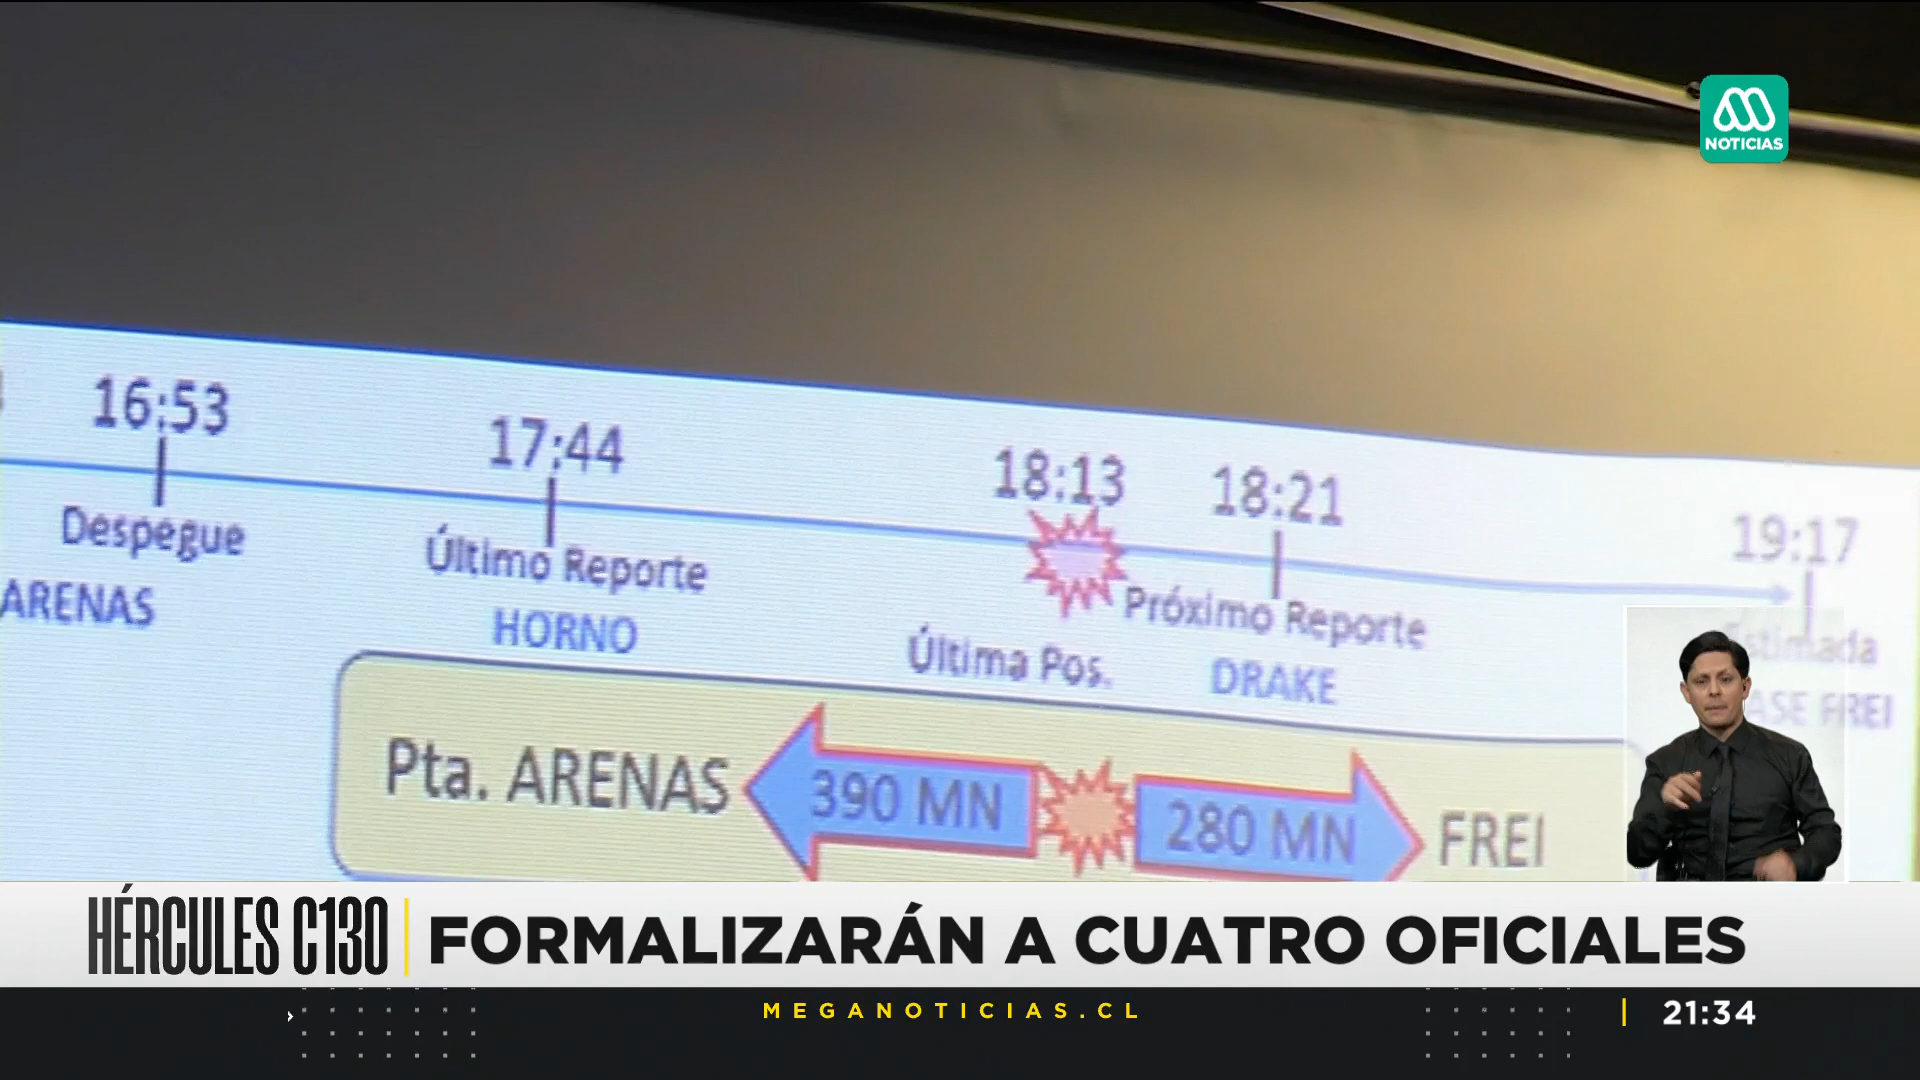 NOTICIAS
16:53
17:44
18:13
18:21
19:17
Despegue
Último Reporte
Próximo Reporte
ARENAS
HORNO
Última Pos.
DRAKE
FREI
Pta. ARENAS
390 MN
280 MN
FREI
HÉRCULES C130
FORMALIZARÁN A CUATRO OFICIALES
MEGANOTICIAS.CL
21:34